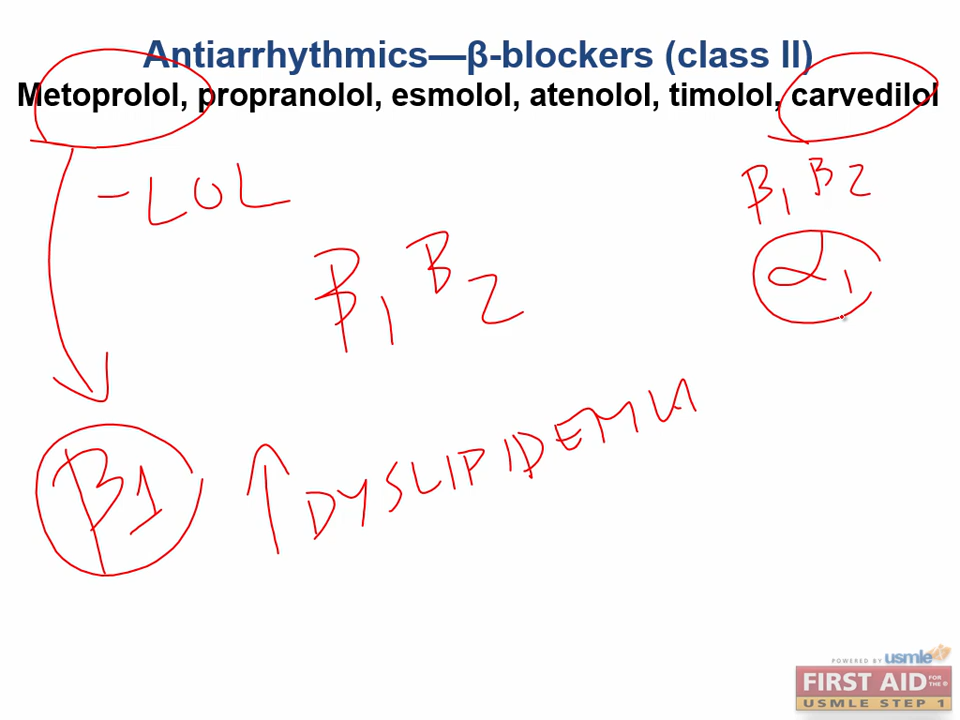 Antiarrhythmics—β-blockers (class II)
Metoprolol, propranolol, esmolol, atenolol, timolol, carvedilol
-LOL
β1 β2
α1
β1 β2
β1
↑ DYSLIPIDEMIA
POWERED BY usmle Rx
FIRST AID FOR THE®
USMLE STEP 1